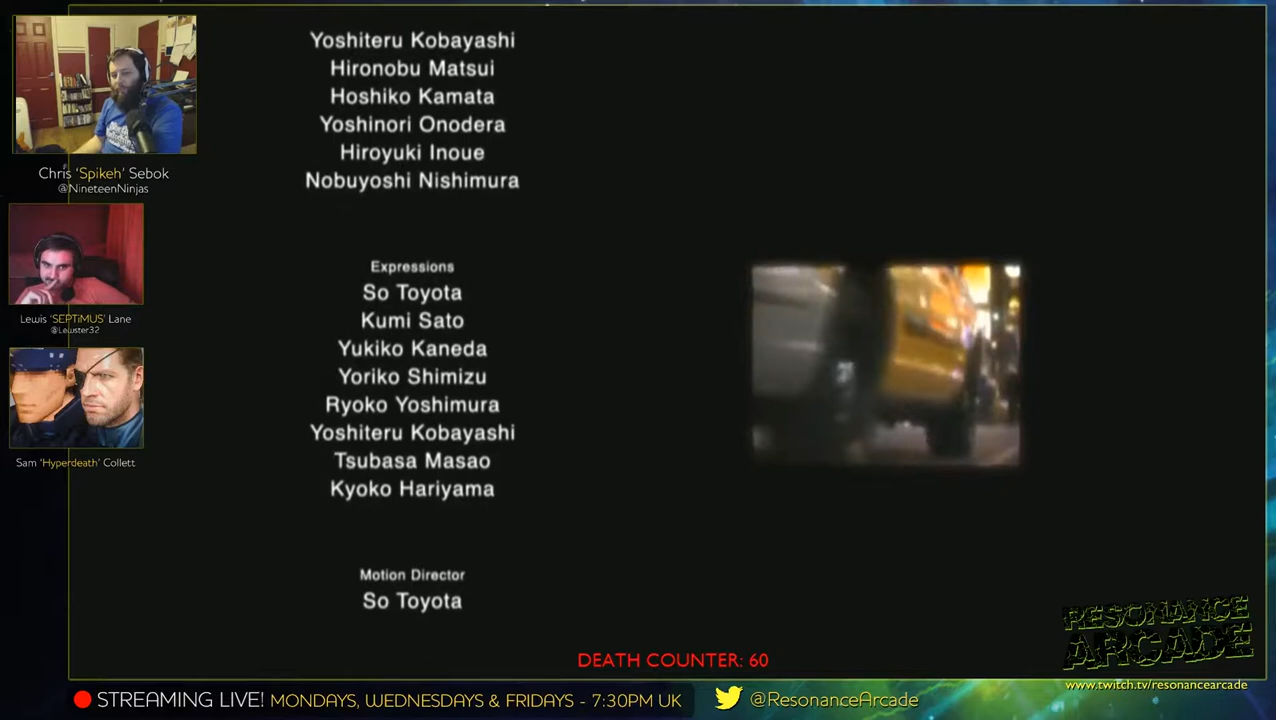 Yoshiteru Kobayashi
Hironobu Matsui
Hoshiko Kamata
Yoshinori Onodera
Hiroyuki Inoue
Nobuyoshi Nishimura
Expressions
So Toyota
Kumi Sato
Yukiko Kaneda
Yoriko Shimizu
Ryoko Yoshimura
Yoshiteru Kobayashi
Tsubasa Masao
Kyoko Hariyama
Motion Director
So Toyota
Chris 'Spikeh' Sebok
@NineteenNinjas
Lewis 'SEPTiMUS' Lane
@Lewster32
Sam 'Hyperdeath' Collett
DEATH COUNTER: 60
RESONANCE
ARCADE
www.twitch.tv/resonancearcade
STREAMING LIVE! MONDAYS, WEDNESDAYS & FRIDAYS - 7:30PM UK
@ResonanceArcade